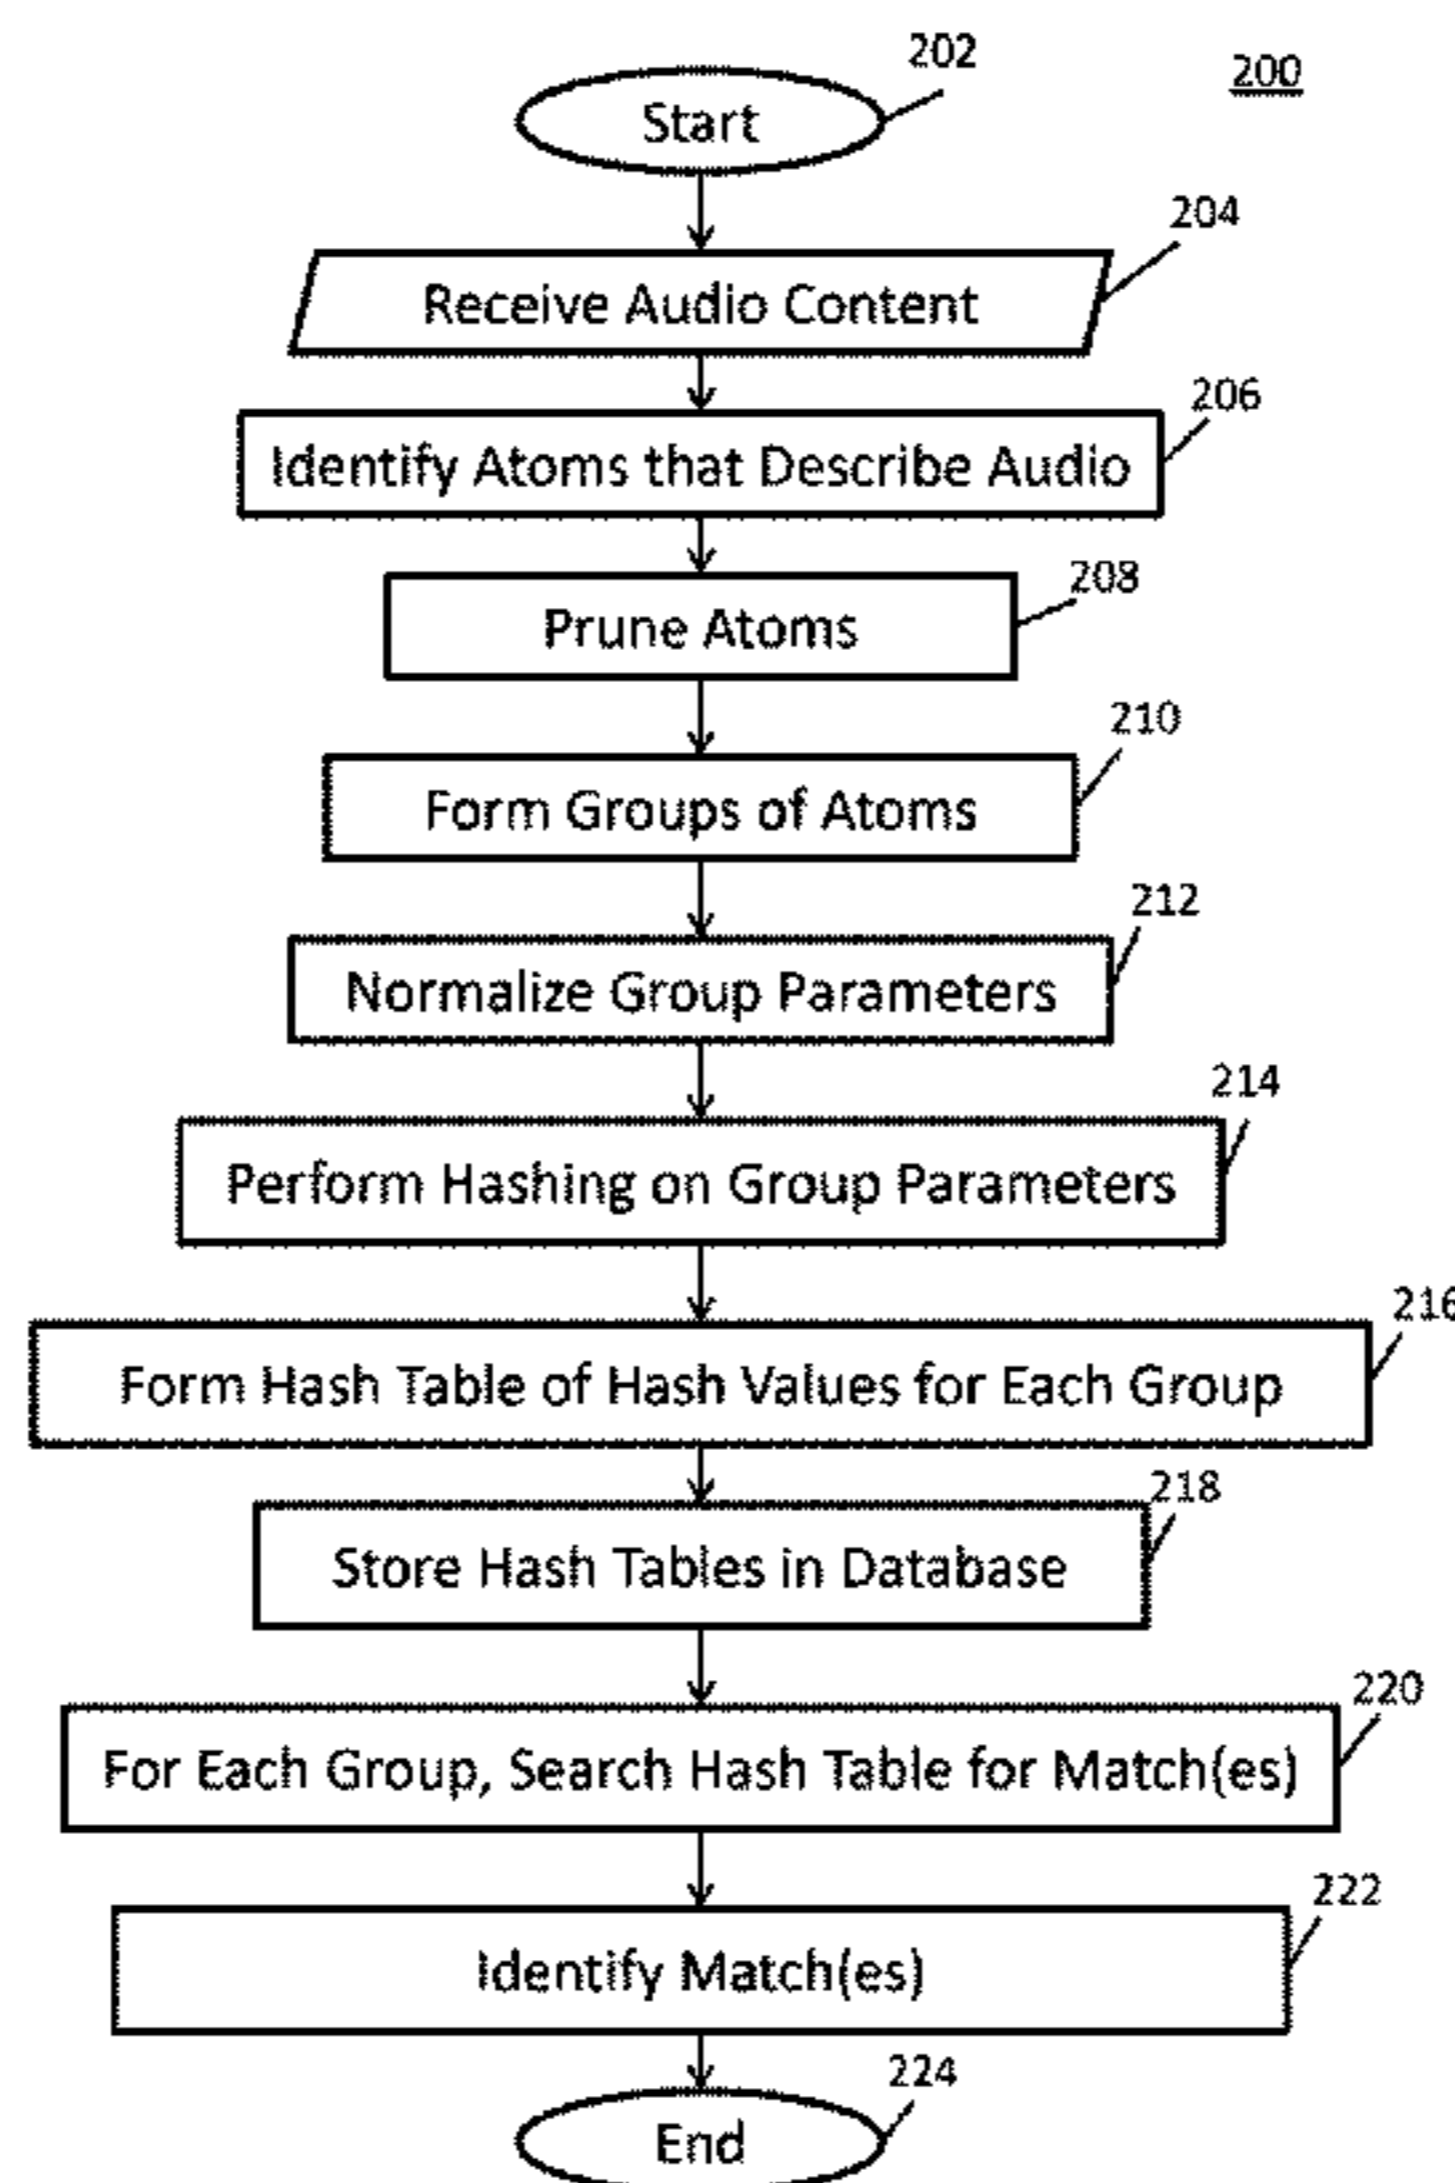 202
200
Start
204
Receive Audio Content
206
Identify Atoms that Describe Audio
208
Prune Atoms
210
Form Groups of Atoms
212
Normalize Group Parameters
214
Perform Hashing on Group Parameters
216
Form Hash Table of Hash Values for Each Group
218
Store Hash Tables in Database
220
For Each Group, Search Hash Table for Match(es)
222
Identify Match(es)
224
End